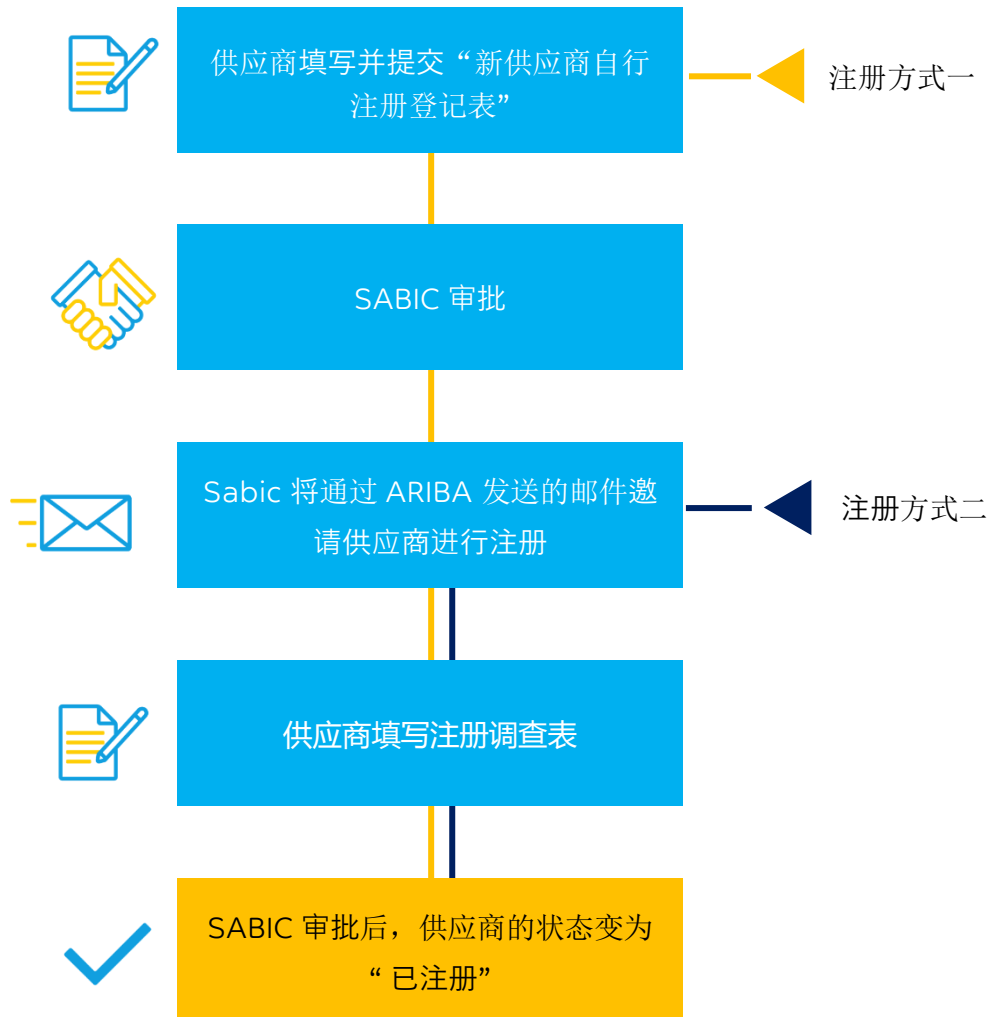 供应商填写并提交“新供应商自行
注册登记表”
注册方式一
SABIC 审批
Sabic 将通过 ARIBA 发送的邮件邀
请供应商进行注册
注册方式二
供应商填写注册调查表
SABIC 审批后，供应商的状态变为
“ 已注册”